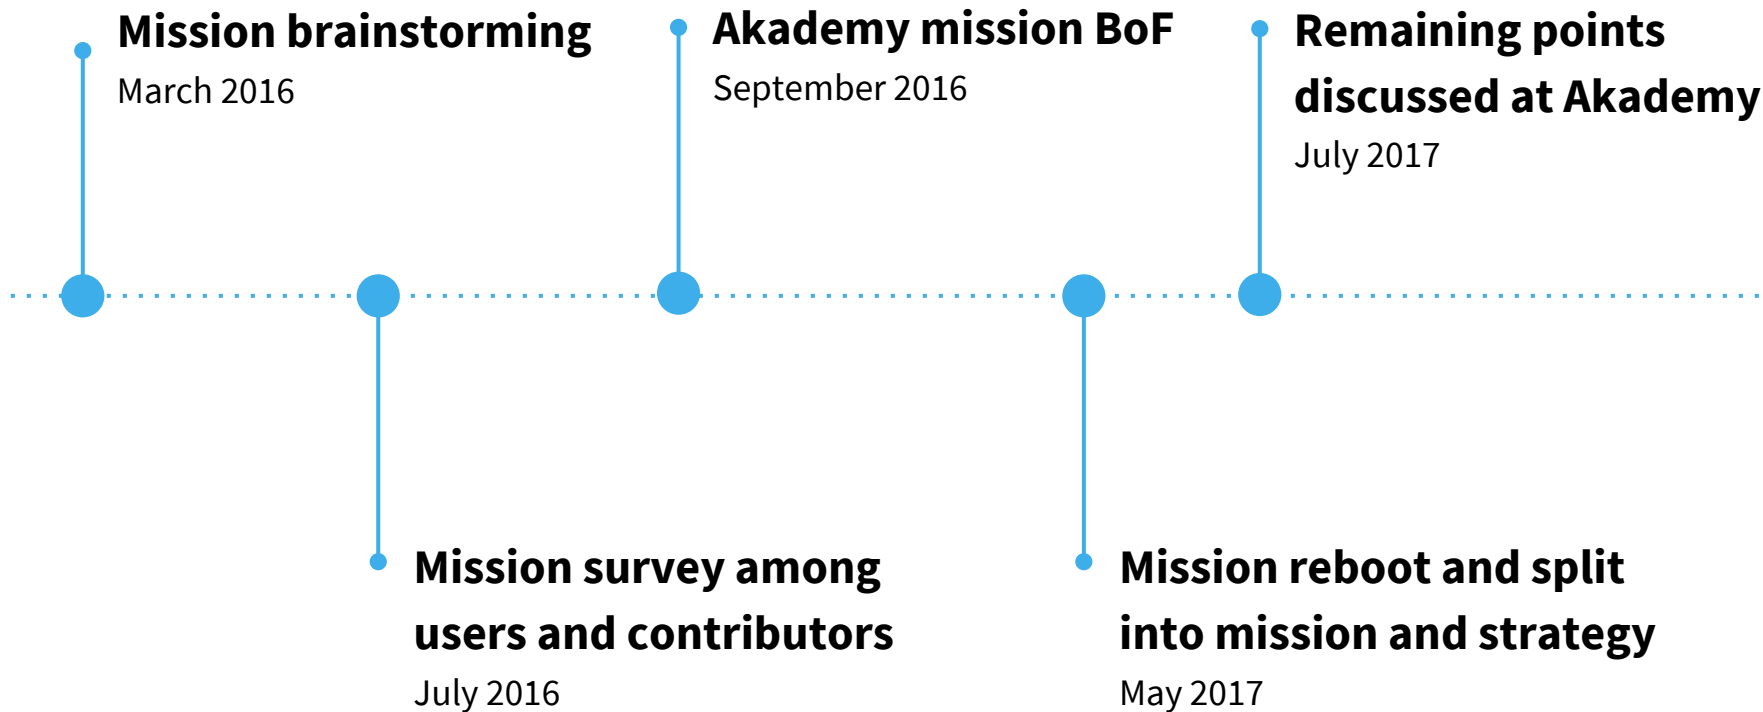 Mission brainstorming
March 2016
Akademy mission BoF
September 2016
Remaining points
discussed at Akademy
July 2017
Mission survey among
users and contributors
July 2016
Mission reboot and split
into mission and strategy
May 2017